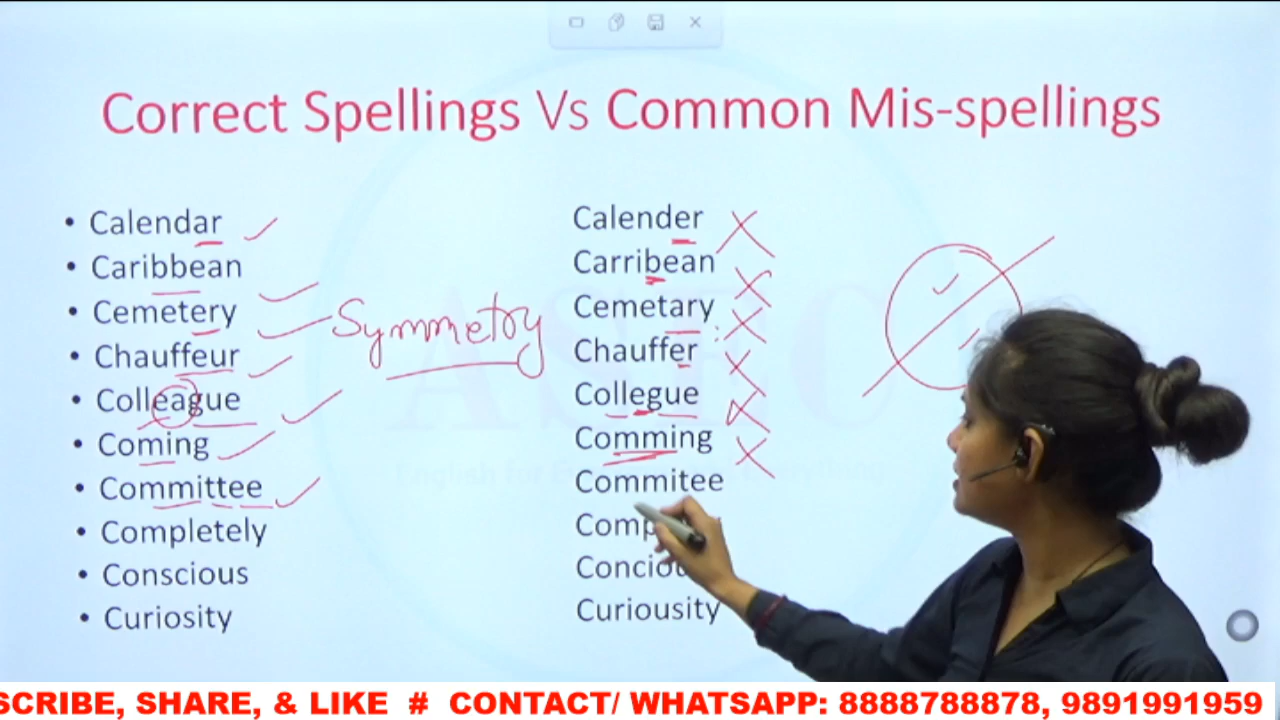 Correct Spellings Vs Common Mis-spellings
• Calendar
• Caribbean
• Cemetery
• Chauffeur
• Colleague
• Coming
• Committee
• Completely
• Conscious
• Curiosity
Symmetry
Calender
Carribean
Cemetary
Chauffer
Collegue
Comming
Commitee
Curiousity
SCRIBE, SHARE, & LIKE # CONTACT/ WHATSAPP: 8888788878, 9891991959